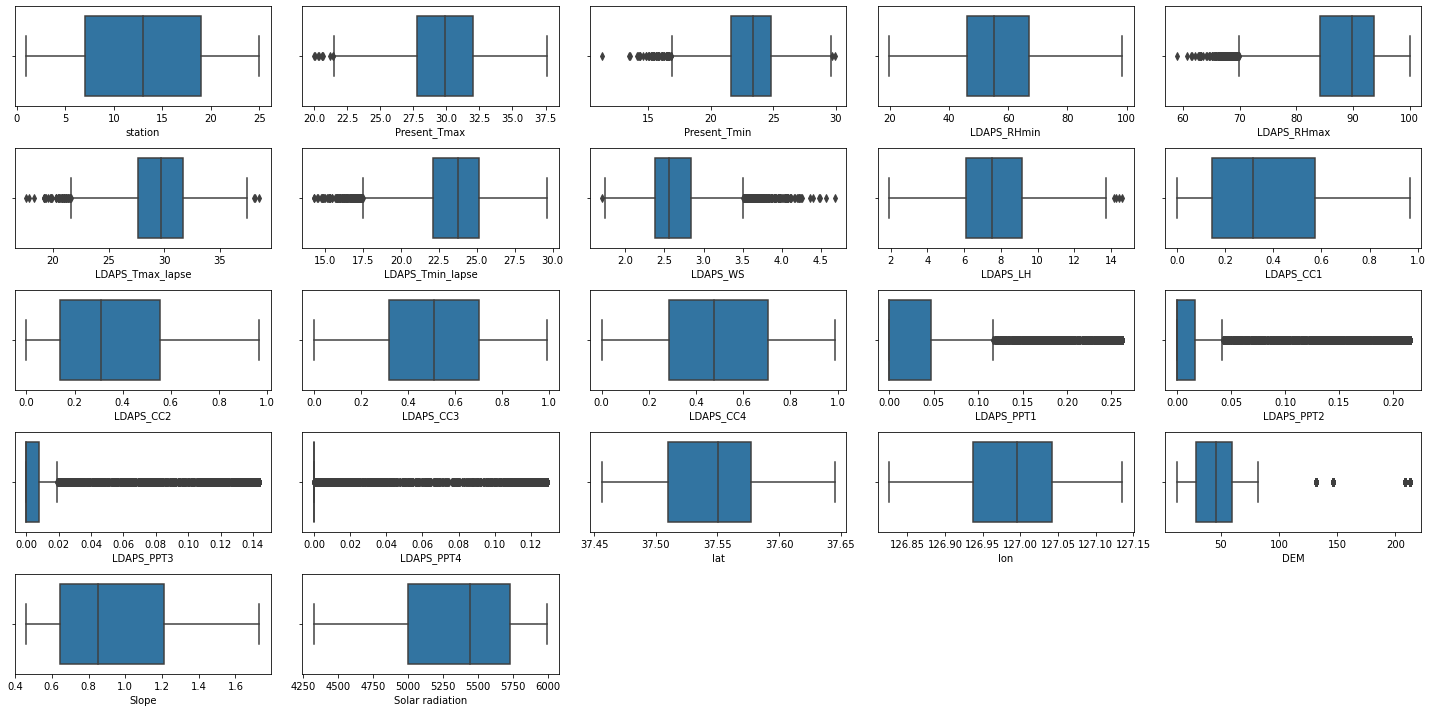 0 5 10 15 20 25
station
20.0 22.5 25.0 27.5 30.0 32.5 35.0 37.5
Present_Tmax
15 20 25 30
Present_Tmin
20 40 60 80 100
LDAPS_RHmin
60 70 80 90 100
LDAPS_RHmax
20 25 30 35
LDAPS_Tmax_lapse
15.0 17.5 20.0 22.5 25.0 27.5 30.0
LDAPS_Tmin_lapse
2.0 2.5 3.0 3.5 4.0 4.5
LDAPS_WS
2 4 6 8 10 12 14
LDAPS_LH
0.0 0.2 0.4 0.6 0.8 1.0
LDAPS_CC1
0.0 0.2 0.4 0.6 0.8 1.0
LDAPS_CC2
0.0 0.2 0.4 0.6 0.8 1.0
LDAPS_CC3
0.0 0.2 0.4 0.6 0.8 1.0
LDAPS_CC4
0.00 0.05 0.10 0.15 0.20 0.25
LDAPS_PPT1
0.00 0.05 0.10 0.15 0.20
LDAPS_PPT2
0.00 0.02 0.04 0.06 0.08 0.10 0.12 0.14
LDAPS_PPT3
0.00 0.02 0.04 0.06 0.08 0.10 0.12
LDAPS_PPT4
37.45 37.50 37.55 37.60 37.65
lat
126.85 126.90 126.95 127.00 127.05 127.10 127.15
lon
50 100 150 200
DEM
0.4 0.6 0.8 1.0 1.2 1.4 1.6
Slope
4250 4500 4750 5000 5250 5500 5750 6000
Solar radiation